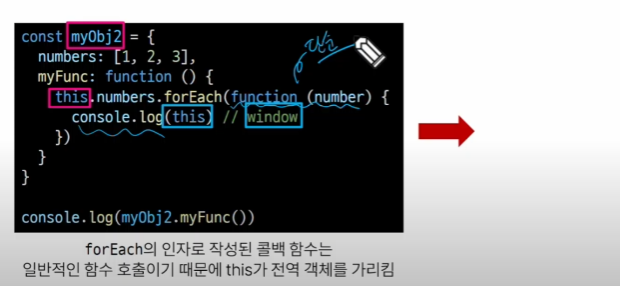 const myObj2 = {
numbers: [1, 2, 3],
myFunc: function () {
this.numbers.forEach(function (number) {
console.log(this) // window
})
}
}
console.log(myObj2.myFunc())
forEach의 인자로 작성된 콜백 함수는
일반적인 함수 호출이기 때문에 this가 전역 객체를 가리킴